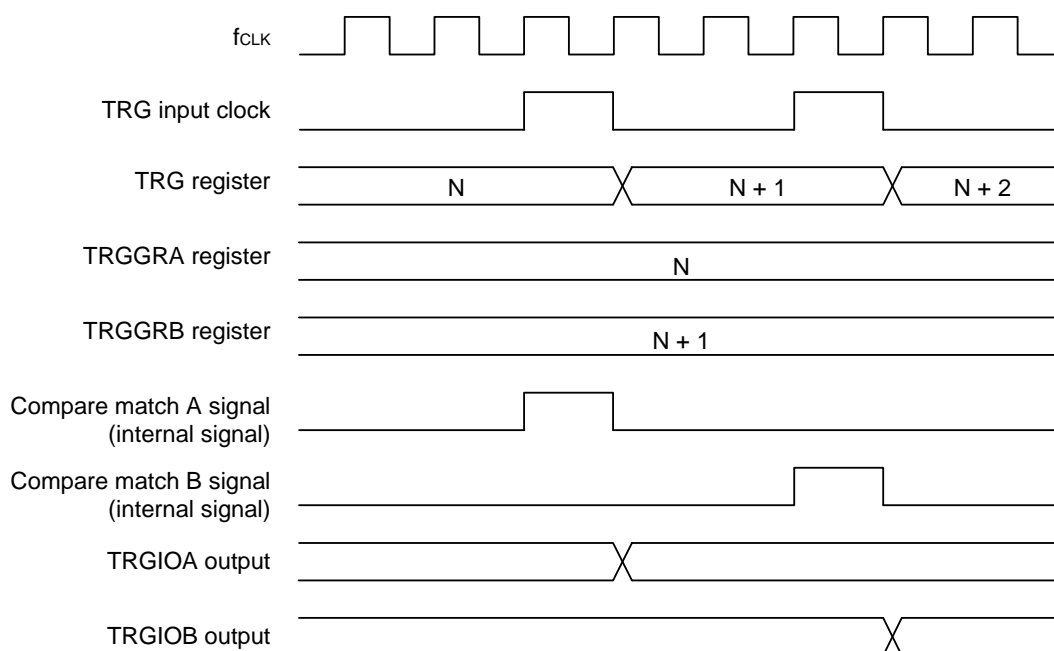 fCLK
TRG input clock
TRG register
N
N + 1
N + 2
TRGGRA register
N
TRGGRB register
N + 1
Compare match A signal
(internal signal)
Compare match B signal
(internal signal)
TRGIOA output
TRGIOB output